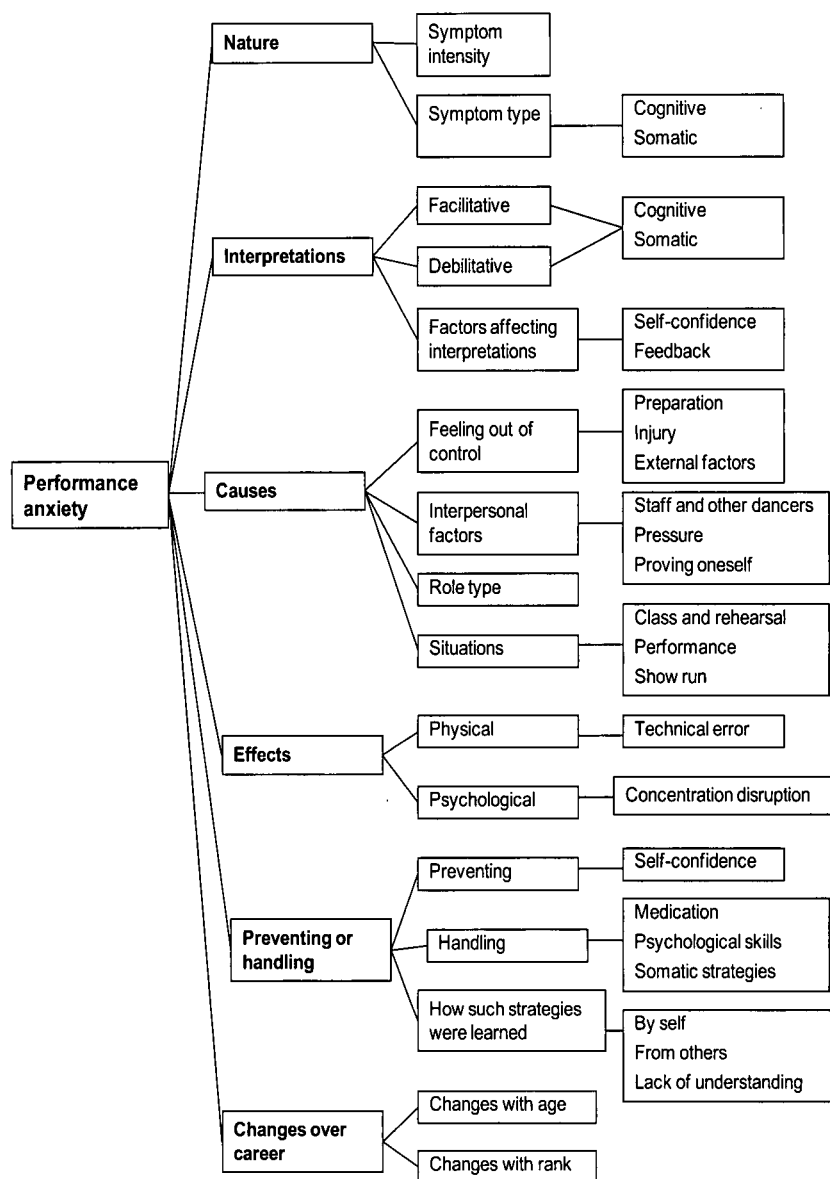 Nature
Symptom
intensity
Symptom type
Cognitive
Somatic
Interpretations
Facilitative
Debilitative
Cognitive
Somatic
Factors affecting
interpretations
Self-confidence
Feedback
Performance
anxiety
Causes
Feeling out of
control
Preparation
Injury
External factors
Interpersonal
factors
Staff and other dancers
Pressure
Proving oneself
Role type
Situations
Class and rehearsal
Performance
Show run
Effects
Physical
Technical error
Psychological
Concentration disruption
Preventing or
handling
Preventing
Self-confidence
Handling
Medication
Psychological skills
Somatic strategies
How such strategies
were learned
By self
From others
Lack of understanding
Changes over
career
Changes with age
Changes with rank